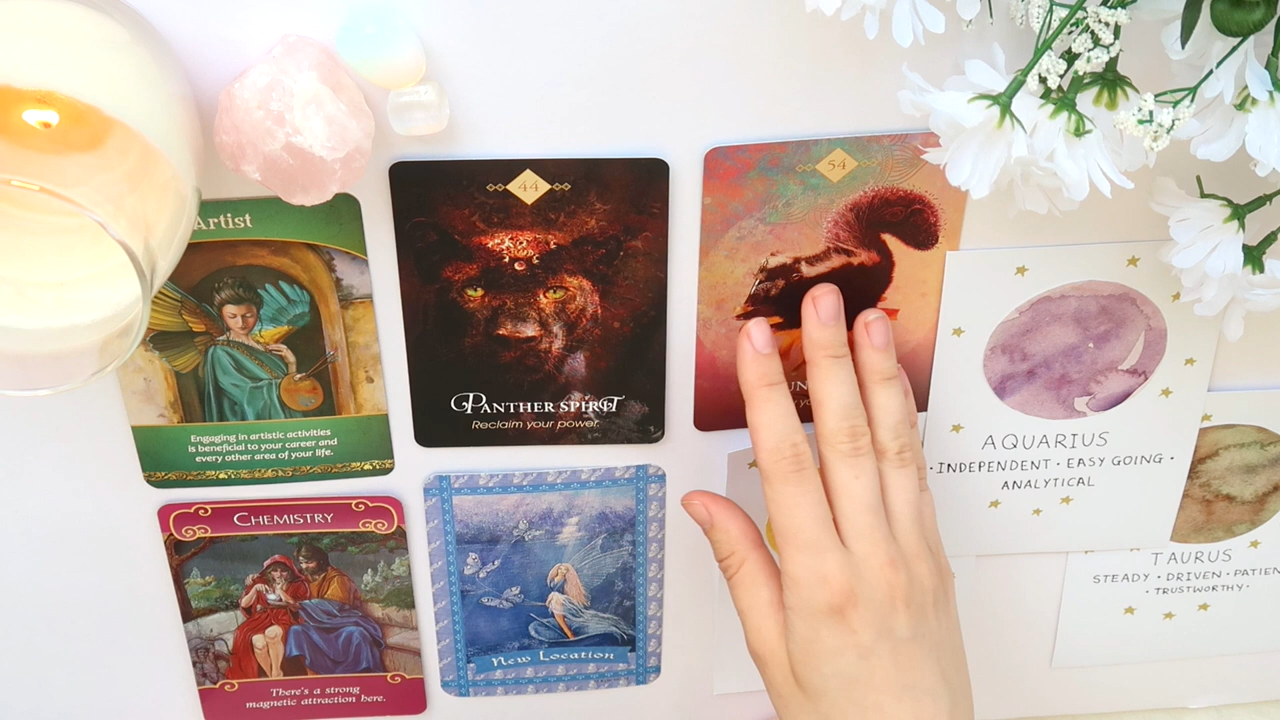 Artist
Engaging in artistic activities
is beneficial to your career and
every other area of your life.
44
PANTHER SPIRIT
Reclaim your power.
54
AQUARIUS
• INDEPENDENT • EASY GOING •
ANALYTICAL
TAURUS
STEADY • DRIVEN • PATIEN
• TRUSTWORTHY •
CHEMISTRY
There's a strong
magnetic attraction here.
New Location